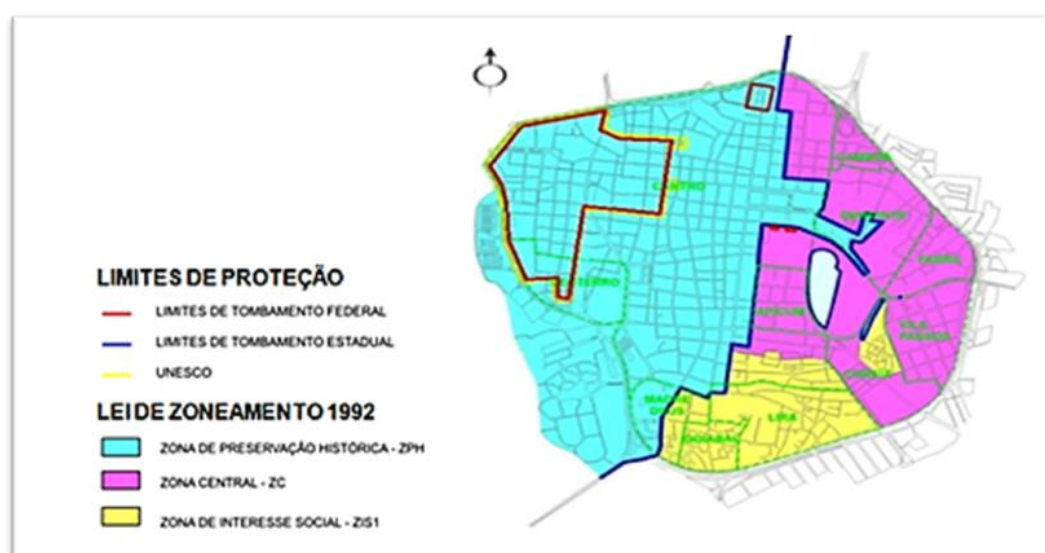 LIMITES DE PROTEÇÃO
LIMITES DE TOMBAMENTO FEDERAL
LIMITES DE TOMBAMENTO ESTADUAL
UNESCO
LEI DE ZONEAMENTO 1992
ZONA DE PRESERVAÇÃO HISTÓRICA - ZPH
ZONA CENTRAL - ZC
ZONA DE INTERESSE SOCIAL - ZIS1
CENTRO
LIRA